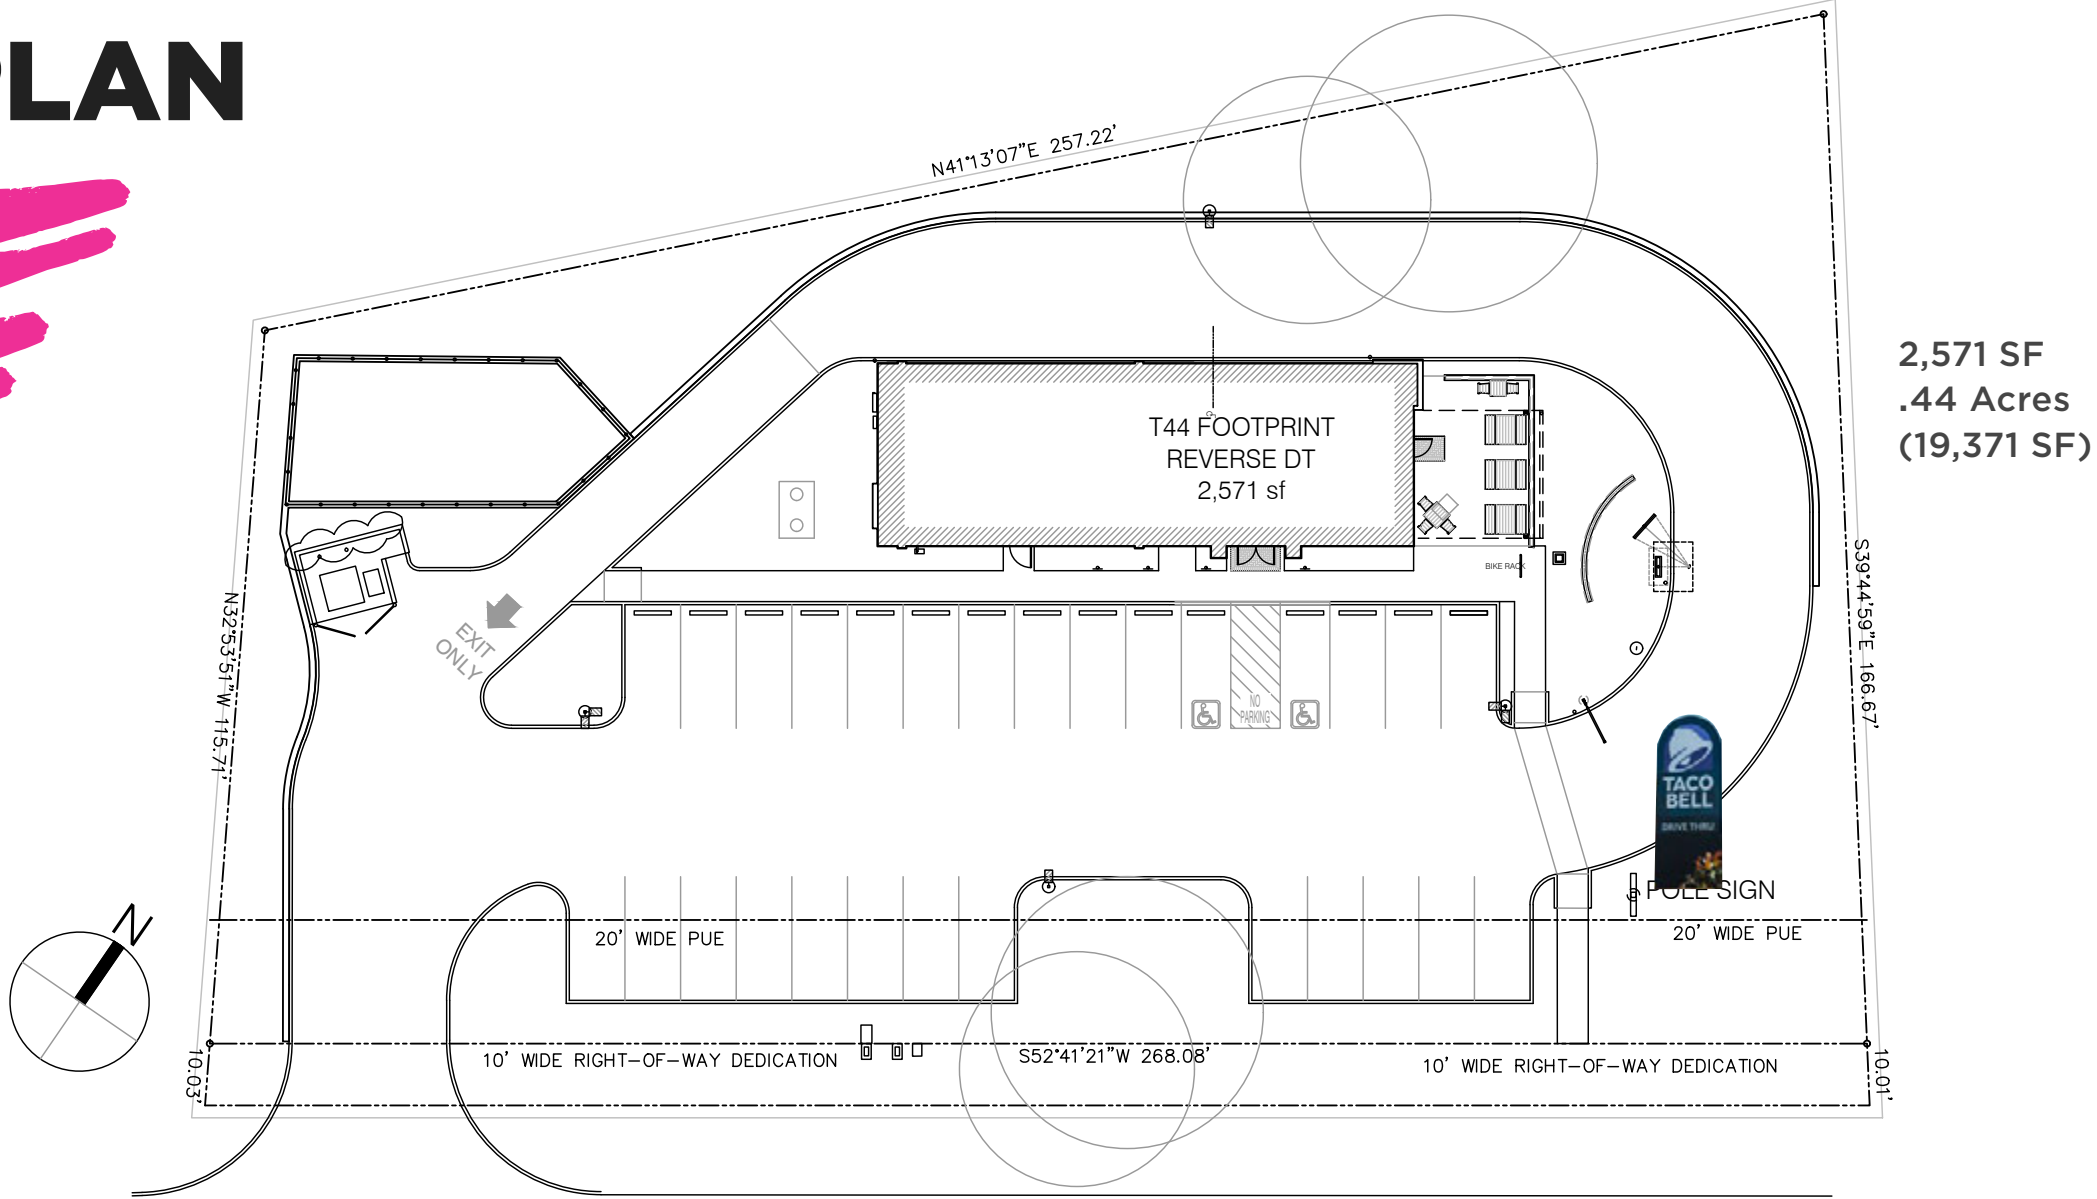 PLAN
N41°13'07"E 257.22'
2,571 SF
.44 Acres
(19,371 SF)
T44 FOOTPRINT
REVERSE DT
2,571 sf
BIKE RACK
N32°53'51"W 115.71'
S39°44'59"E 166.67'
EXIT
ONLY
NO
PARKING
TACO
BELL
DRIVE THRU
POLE SIGN
N
20' WIDE PUE
20' WIDE PUE
10' WIDE RIGHT-OF-WAY DEDICATION
S52°41'21"W 268.08'
10' WIDE RIGHT-OF-WAY DEDICATION
10.03'
10.01'